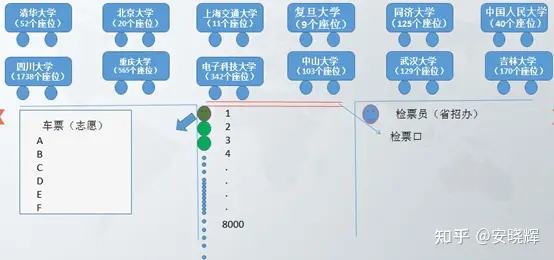 清华大学
（52个座位）
北京大学
（20个座位）
上海交通大学
（11个座位）
复旦大学
（9个座位）
同济大学
（125个座位）
中国人民大学
（40个座位）
四川大学
（1738个座位）
重庆大学
（565个座位）
电子科技大学
（342个座位）
中山大学
（103个座位）
武汉大学
（129个座位）
吉林大学
（170个座位）
车票（志愿）
A
B
C
D
E
F
1
2
3
4
.
.
.
.
8000
检票员（省招办）
检票口
知乎 @安晓辉